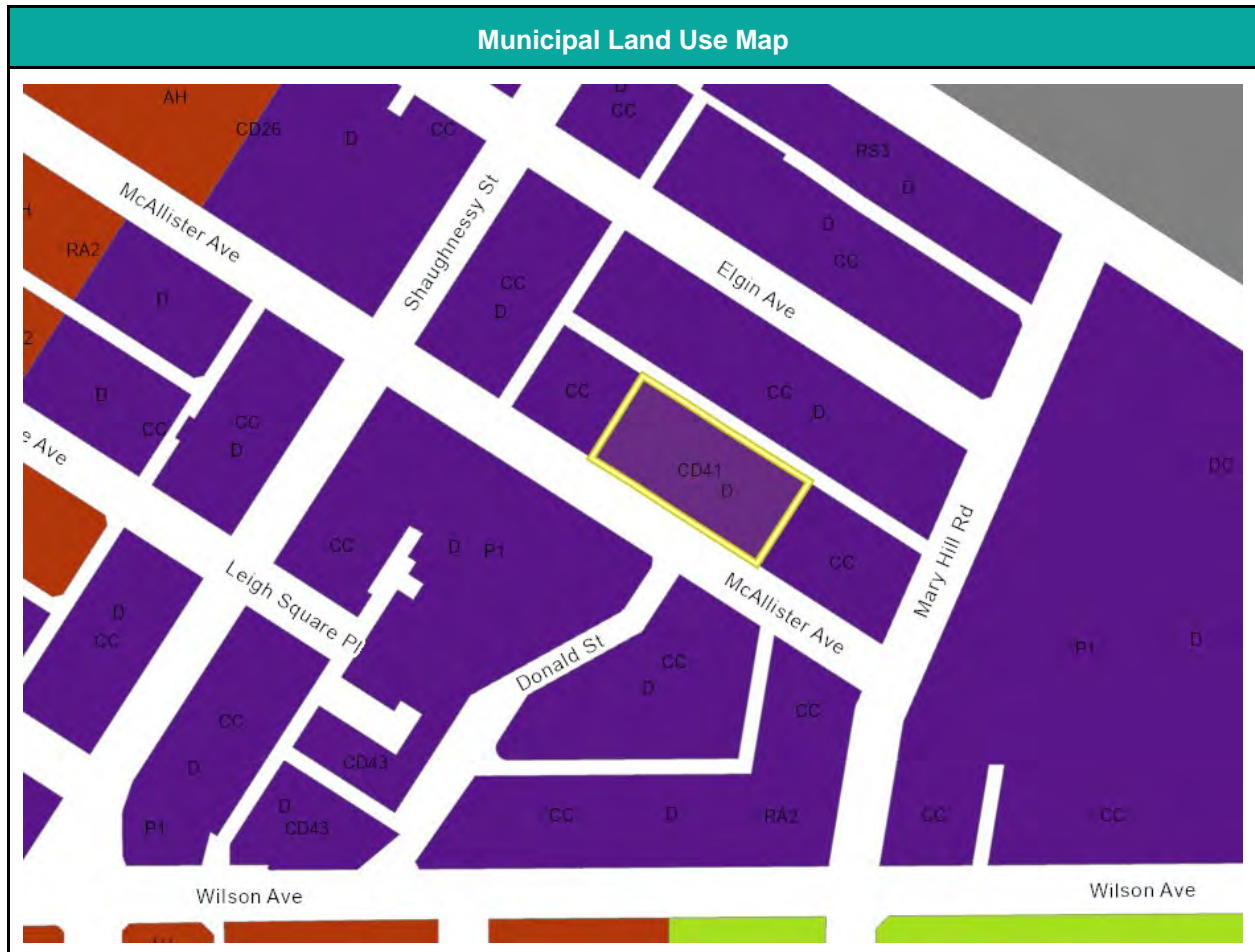 Municipal Land Use Map
AH
CD26
D
CC
D
CC
RS3
D
McAllister Ave
Shaughnessy St
D
CC
H
RA2
D
CC
D
Elgin Ave
2
D
CC
CC
D
CC
D
CC
CC
D
e Ave
CD41
D
DC
CC
D
P1
CC
Mary Hill Rd
Leigh Square Pl
McAllister Ave
D
CC
Donald St
CC
D
P1
D
CC
D
CC
CD43
P1
D
CD43
CC
D
RA2
CC
CC
Wilson Ave
Wilson Ave